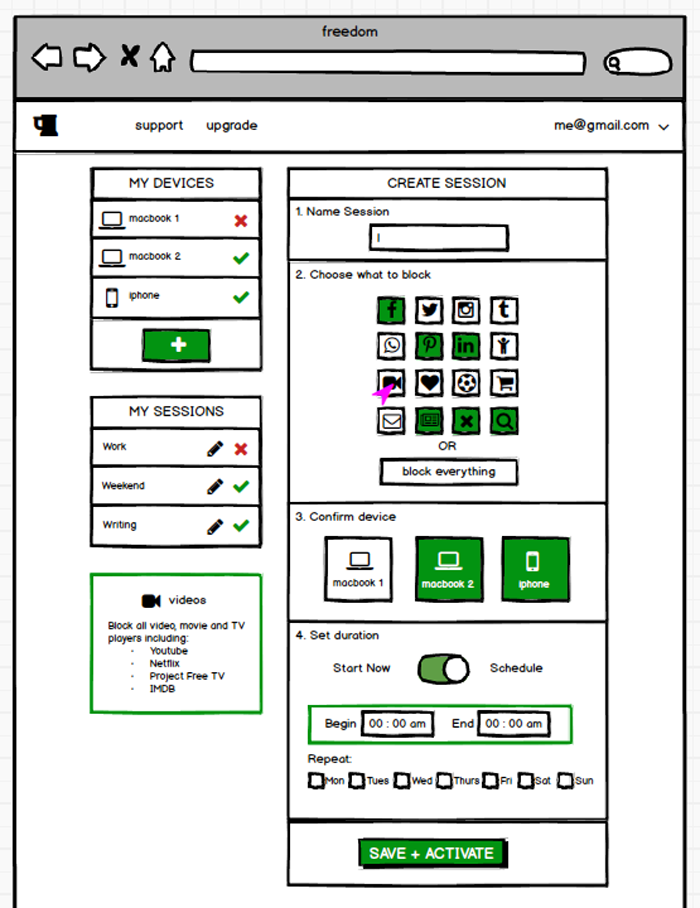 freedom
support upgrade me@gmail.com
MY DEVICES
macbook 1
macbook 2
iphone
+
MY SESSIONS
Work
Weekend
Writing
videos
Block all video, movie and TV
players including:
· Youtube
· Netflix
· Project Free TV
· IMDB
CREATE SESSION
1. Name Session
2. Choose what to block
OR
block everything
3. Confirm device
macbook 1 macbook 2 iphone
4. Set duration
Start Now Schedule
Begin 00 : 00 am End 00 : 00 am
Repeat:
Mon Tues Wed Thurs Fri Sat Sun
SAVE + ACTIVATE